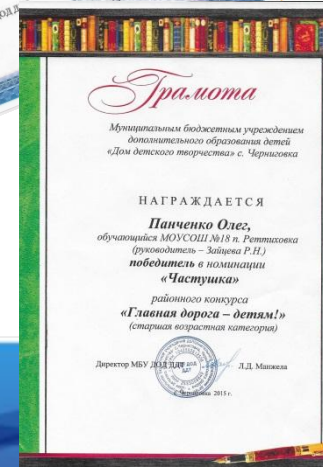 Грамота
Муниципальным бюджетным учреждением
дополнительного образования детей
«Дом детского творчества» с. Черниговка
НАГРАЖДАЕТСЯ
Панченко Олег,
обучающийся МОУСОШ №18 п. Реттиховка
(руководитель – Зайцева Р.Н.)
победитель в номинации
«Частушка»
районного конкурса
«Главная дорога – детям!»
(старшая возрастная категория)
Директор МБУ ДОД ДДТ Л.Д. Манжела
с. Черниговка 2013 г.